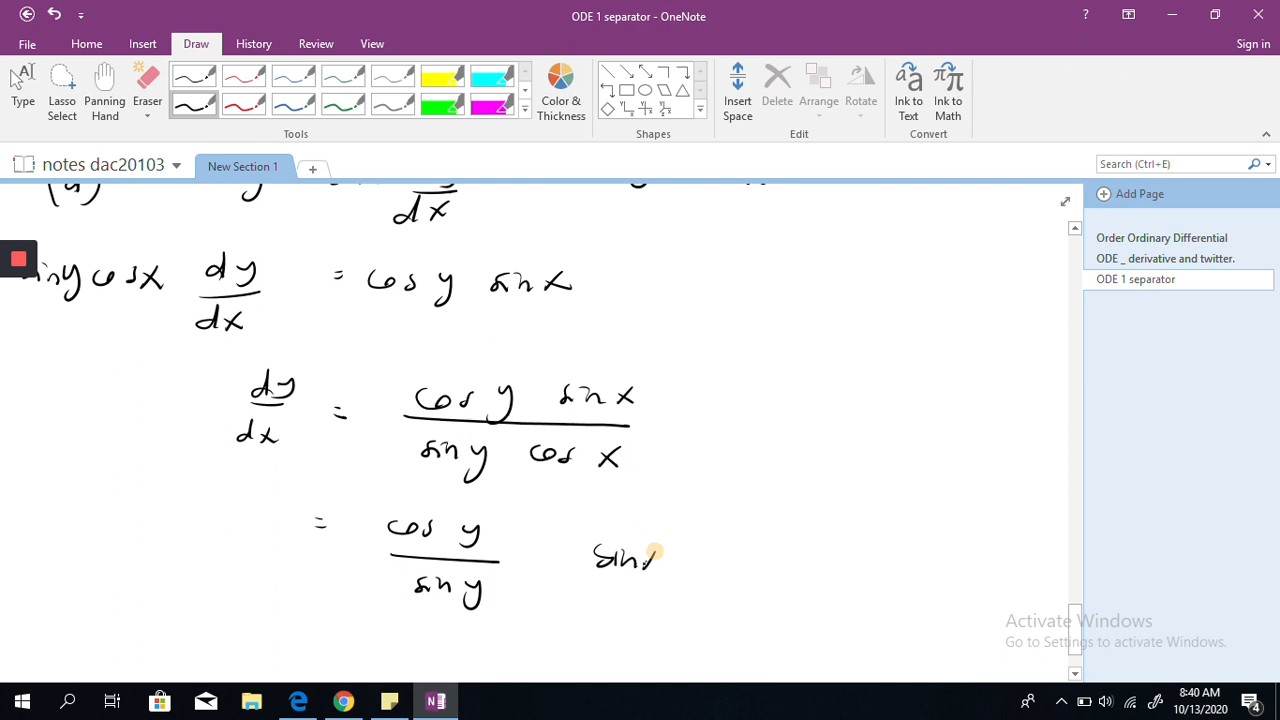 ODE 1 separator - OneNote
File Home Insert Draw History Review View Sign in
Type Lasso Select Panning Hand Eraser Color & Thickness Insert Space Delete Arrange Rotate Ink to Text Ink to Math
Tools Shapes Edit Convert
notes dac20103 New Section 1 Search (Ctrl+E)
Add Page
Order Ordinary Differential
ODE _ derivative and twitter.
ODE 1 separator
dx
siny cosx dy/dx = cos y sin x
dy/dx = cos y sin x / sin y cos x
= cos y / sin y sin
Activate Windows
Go to Settings to activate Windows.
8:40 AM
10/13/2020
4